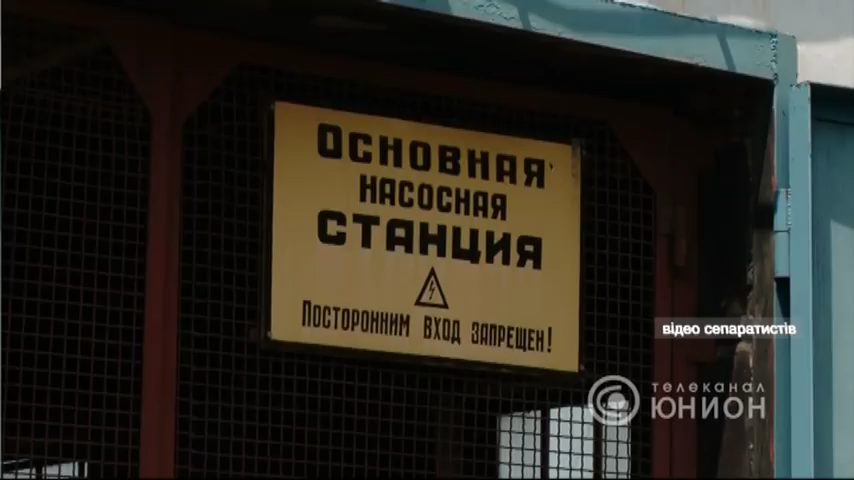 ОСНОВНАЯ
НАСОСНАЯ
СТАНЦИЯ
ПОСТОРОННИМ ВХОД ЗАПРЕЩЕН!
відео сепаратистів
ТЕЛЕКАНАЛ
ЮНИОН